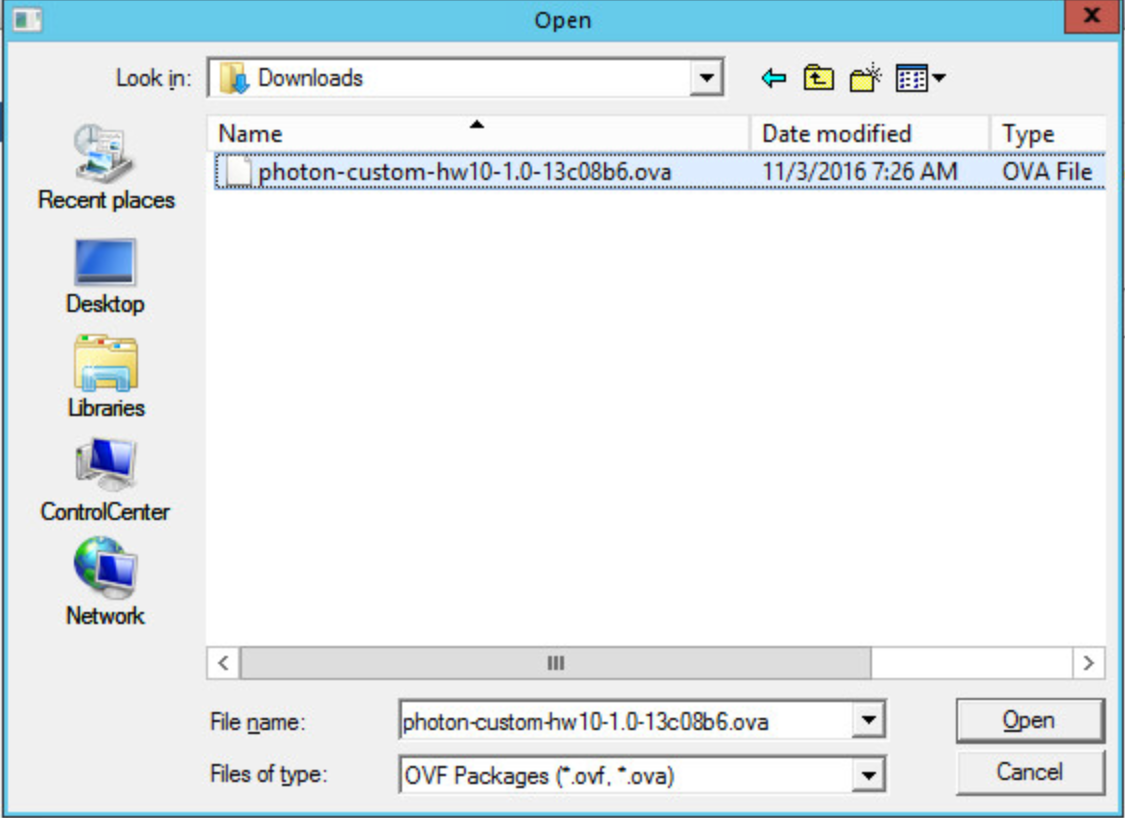 Open
x
Look in: Downloads
Name Date modified Type
photon-custom-hw10-1.0-13c08b6.ova 11/3/2016 7:26 AM OVA File
Recent places
Desktop
Libraries
ControlCenter
Network
File name: photon-custom-hw10-1.0-13c08b6.ova Open
Files of type: OVF Packages (*.ovf, *.ova) Cancel